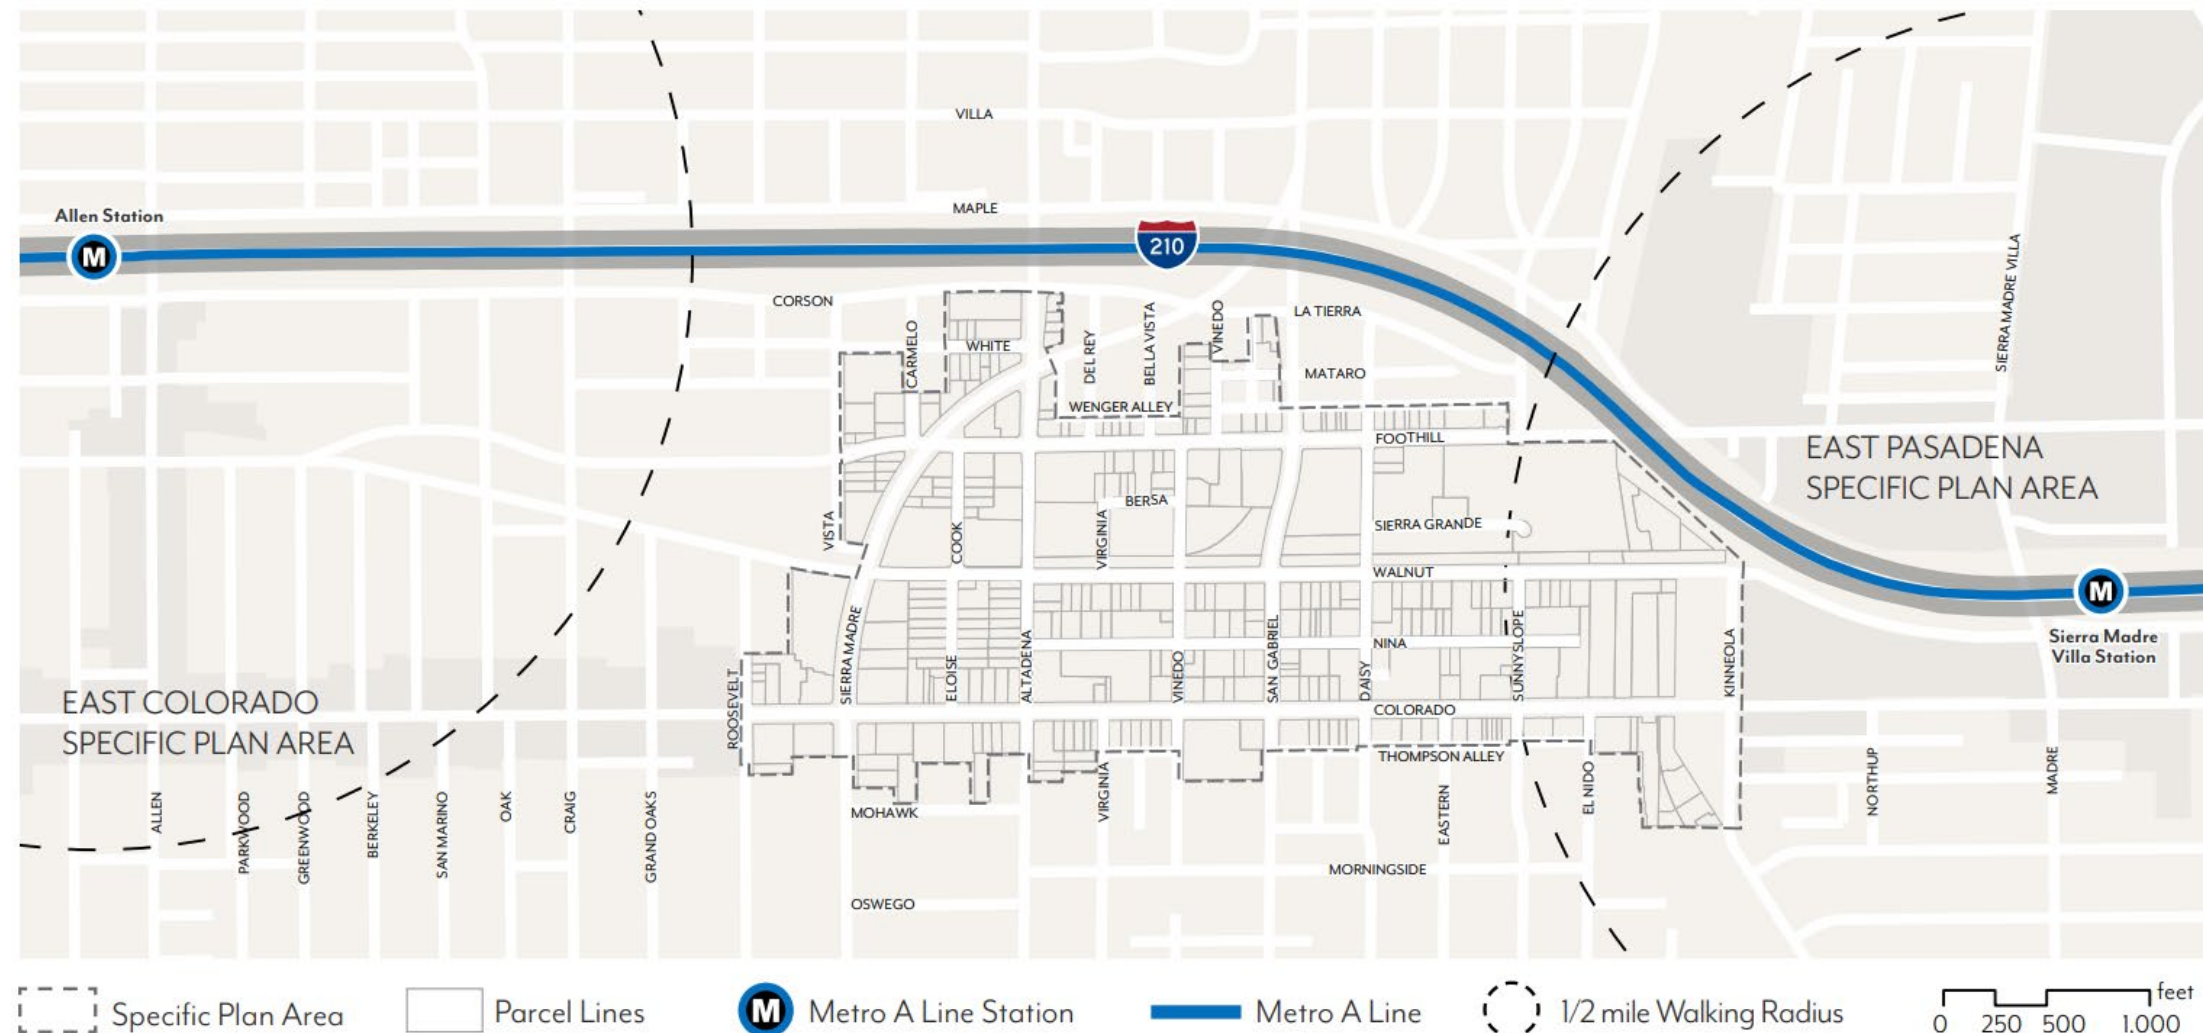 VILLA
Allen Station
M
MAPLE
210
CORSON
CARMELO
WHITE
DEL REY
BELLA VISTA
VINEDO
LA TIERRA
SIERRA MADRE VILLA
MATARO
WENGER ALLEY
FOOTHILL
EAST PASADENA
SPECIFIC PLAN AREA
VISTA
COOK
VIRGINIA
BERSA
SIERRA GRANDE
WALNUT
M
Sierra Madre
Villa Station
ROOSEVELT
SIERRA MADRE
ELOISE
ALTADENA
VINEDO
SAN GABRIEL
DAISY
NINA
SUNNYSLOPE
KINNEOLA
EAST COLORADO
SPECIFIC PLAN AREA
COLORADO
THOMPSON ALLEY
ALLEN
PARKWOOD
GREENWOOD
BERKELEY
SAN MARINO
OAK
CRAIG
GRAND OAKS
MOHAWK
VIRGINIA
EASTERN
EL NIDO
NORTHUP
MADRE
MORNINGSIDE
OSWEGO
Specific Plan Area
Parcel Lines
M
Metro A Line Station
Metro A Line
1/2 mile Walking Radius
feet
0 250 500 1,000